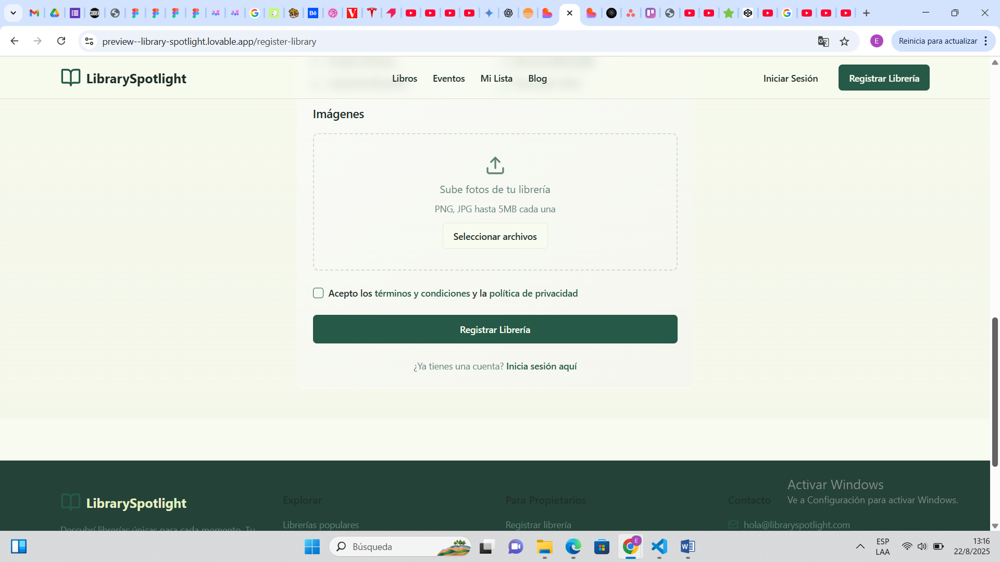 preview--library-spotlight.lovable.app/register-library
E
Reinicia para actualizar
LibrarySpotlight
Libros
Eventos
Mi Lista
Blog
Iniciar Sesión
Registrar Librería
Imágenes
Sube fotos de tu librería
PNG, JPG hasta 5MB cada una
Seleccionar archivos
Acepto los términos y condiciones y la política de privacidad
Registrar Librería
¿Ya tienes una cuenta? Inicia sesión aquí
LibrarySpotlight
Explorar
Para Propietarios
Contacto
Activar Windows
Ve a Configuración para activar Windows.
Librerías populares
Registrar librería
hola@libraryspotlight.com
Descubrí librerías únicas para cada momento. Tu
Búsqueda
ESP
LAA
13:16
22/8/2025